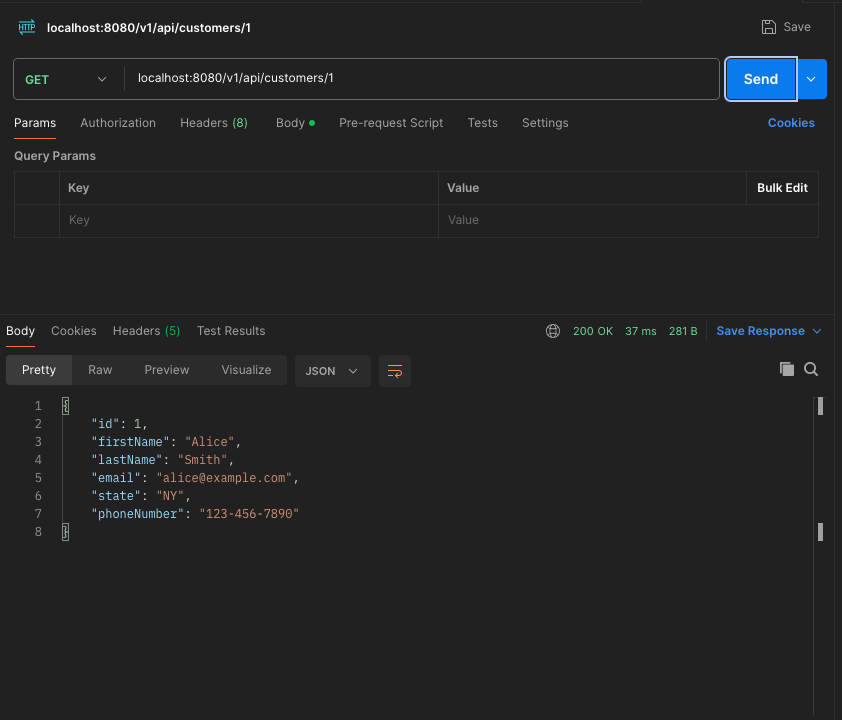 HTTP localhost:8080/v1/api/customers/1 Save
GET localhost:8080/v1/api/customers/1 Send
Params Authorization Headers (8) Body Pre-request Script Tests Settings Cookies
Query Params
Key Value Bulk Edit
Key Value
Body Cookies Headers (5) Test Results 200 OK 37 ms 281 B Save Response
Pretty Raw Preview Visualize JSON
1 {
2 "id": 1,
3 "firstName": "Alice",
4 "lastName": "Smith",
5 "email": "alice@example.com",
6 "state": "NY",
7 "phoneNumber": "123-456-7890"
8 }